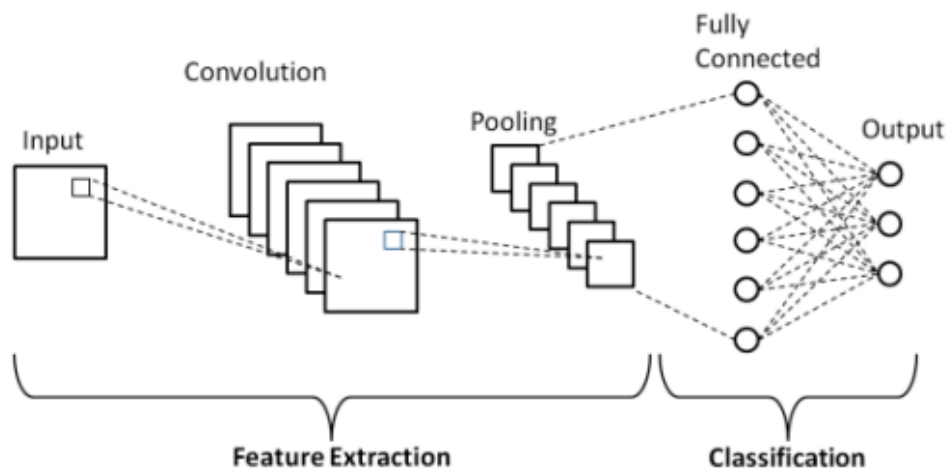 Input
Convolution
Pooling
Fully
Connected
Output
Feature Extraction
Classification